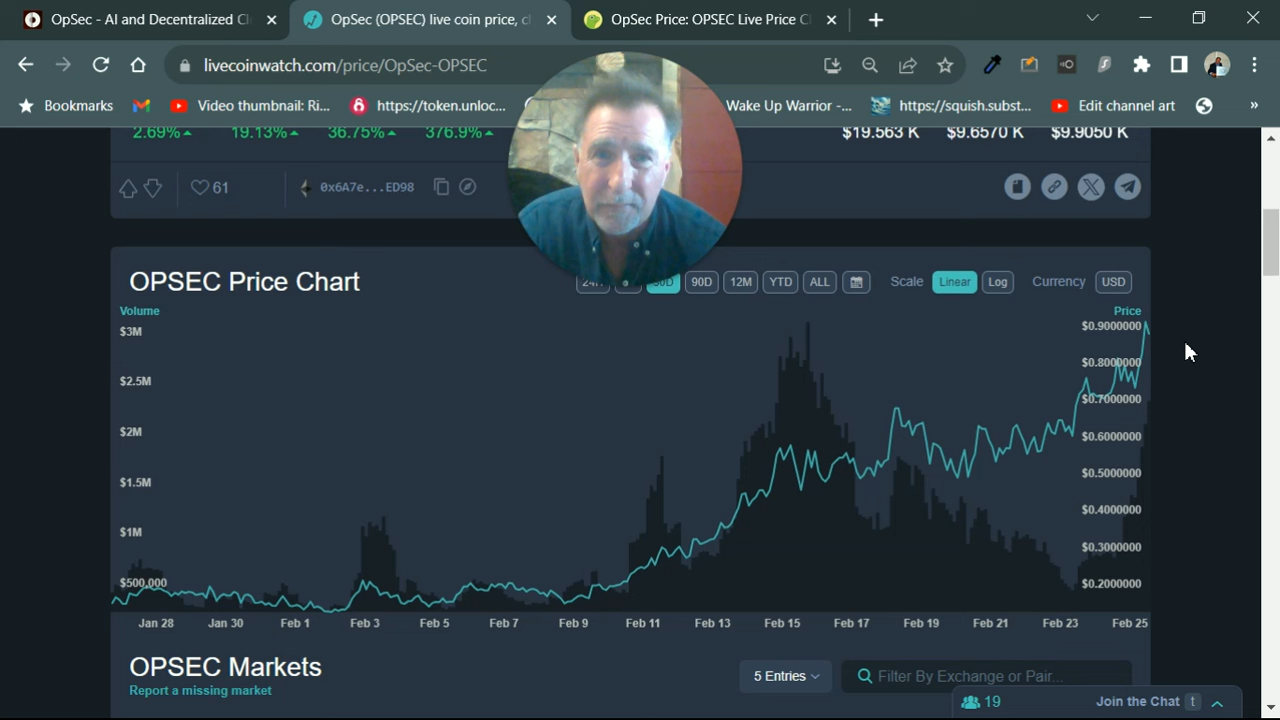 OpSec - AI and Decentralized Cl
OpSec (OPSEC) live coin price, c
OpSec Price: OPSEC Live Price C
livecoinwatch.com/price/OpSec-OPSEC
Bookmarks
Video thumbnail: Ri...
https://token.unloc...
Wake Up Warrior -...
https://squish.subst...
Edit channel art
»
2.69% 19.13% 36.75% 376.9% $19.563 K $9.6570 K $9.9050 K
61 0x6A7e...ED98
OPSEC Price Chart
30D 90D 12M YTD ALL Scale Linear Log Currency USD
Volume Price
$3M $0.9000000
$2.5M $0.8000000
$0.7000000
$2M $0.6000000
$1.5M $0.5000000
$0.4000000
$1M $0.3000000
$500,000 $0.2000000
Jan 28 Jan 30 Feb 1 Feb 3 Feb 5 Feb 7 Feb 9 Feb 11 Feb 13 Feb 15 Feb 17 Feb 19 Feb 21 Feb 23 Feb 25
OPSEC Markets
5 Entries Filter By Exchange or Pair...
Report a missing market
19 Join the Chat t